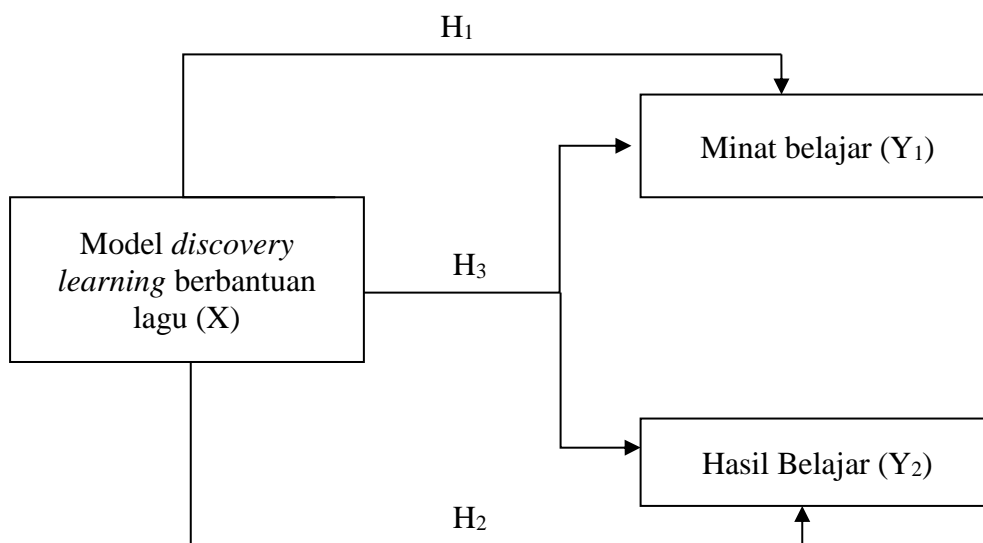 H₁
Minat belajar (Y₁)
Model discovery
learning berbantuan
lagu (X)
H₃
Hasil Belajar (Y₂)
H₂